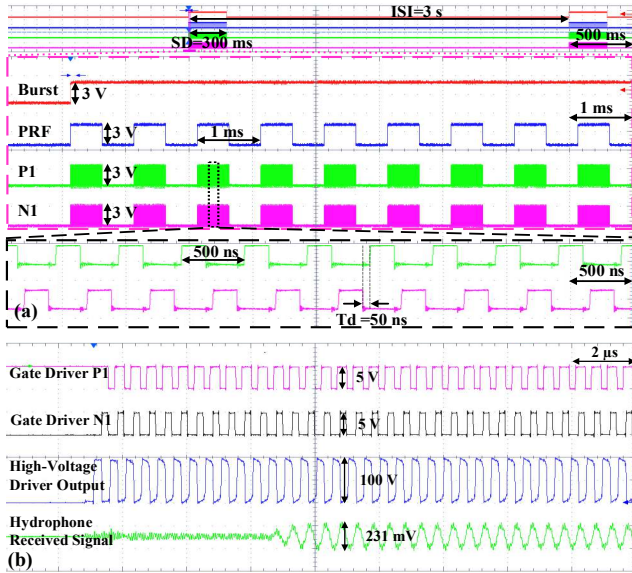 ISI=3 s
SD=300 ms
500 ms
Burst
3 V
1 ms
PRF
3 V
1 ms
P1
3 V
N1
3 V
500 ns
500 ns
(a)
Td=50 ns
2 µs
Gate Driver P1
5 V
Gate Driver N1
5 V
High-Voltage
Driver Output
100 V
Hydrophone
Received Signal
231 mV
(b)